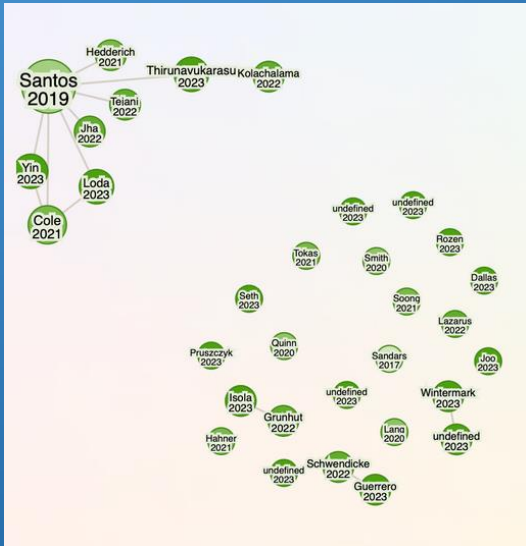 Hedderich
2021
Santos
2019
Thirunavukarasu
2023
Kolachalama
2022
Tejani
2022
Jha
2022
Yin
2023
Loda
2023
Cole
2021
undefined
2023
undefined
2023
Rozen
2023
Tokas
2021
Smith
2020
Dallas
2023
Seth
2023
Soong
2021
Lazarus
2022
Quinn
2020
Pruszczyk
2023
Sandars
2017
Joo
2023
undefined
2023
Wintermark
2023
Isola
2023
Grunhut
2022
Hahner
2021
Lang
2020
undefined
2023
undefined
2023
Schwendicke
2022
Guerrero
2023